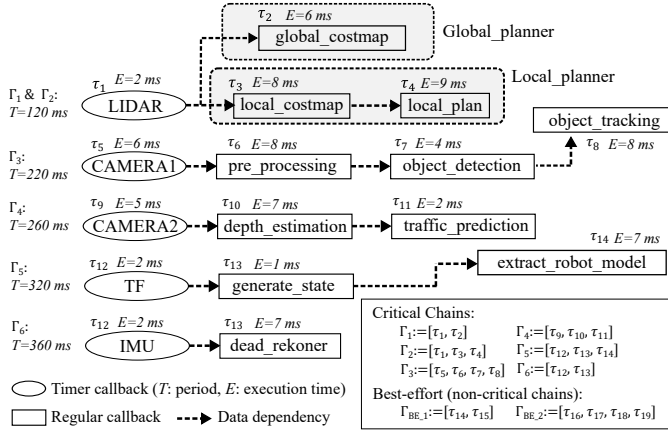 τ2 E=6 ms
global_costmap
Global_planner
Γ1 & Γ2:
T=120 ms
τ1 E=2 ms
LIDAR
τ3 E=8 ms
local_costmap
τ4 E=9 ms
local_plan
Local_planner
Γ3:
T=220 ms
τ5 E=6 ms
CAMERA1
τ6 E=8 ms
pre_processing
τ7 E=4 ms
object_detection
object_tracking
τ8 E=8 ms
Γ4:
T=260 ms
τ9 E=5 ms
CAMERA2
τ10 E=7 ms
depth_estimation
τ11 E=2 ms
traffic_prediction
Γ5:
T=320 ms
τ12 E=2 ms
TF
τ13 E=1 ms
generate_state
τ14 E=7 ms
extract_robot_model
Γ6:
T=360 ms
τ12 E=2 ms
IMU
τ13 E=7 ms
dead_rekoner
Critical Chains:
Γ1:=[τ1, τ2] Γ4:=[τ9, τ10, τ11]
Γ2:=[τ1, τ3, τ4] Γ5:=[τ12, τ13, τ14]
Γ3:=[τ5, τ6, τ7, τ8] Γ6:=[τ12, τ13]
Best-effort (non-critical chains):
ΓBE_1:=[τ14, τ15] ΓBE_2:=[τ16, τ17, τ18, τ19]
Timer callback (T: period, E: execution time)
Regular callback Data dependency